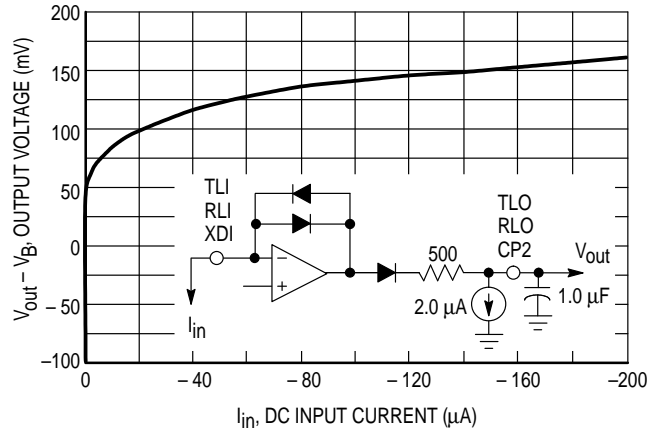 200
150
100
50
0
–50
–100
Vout – VB, OUTPUT VOLTAGE (mV)
TLI
RLI
XDI
TLO
RLO
CP2
500
Vout
2.0 µA
1.0 µF
Iin
–
+
0
–40
–80
–120
–160
–200
Iin, DC INPUT CURRENT (µA)